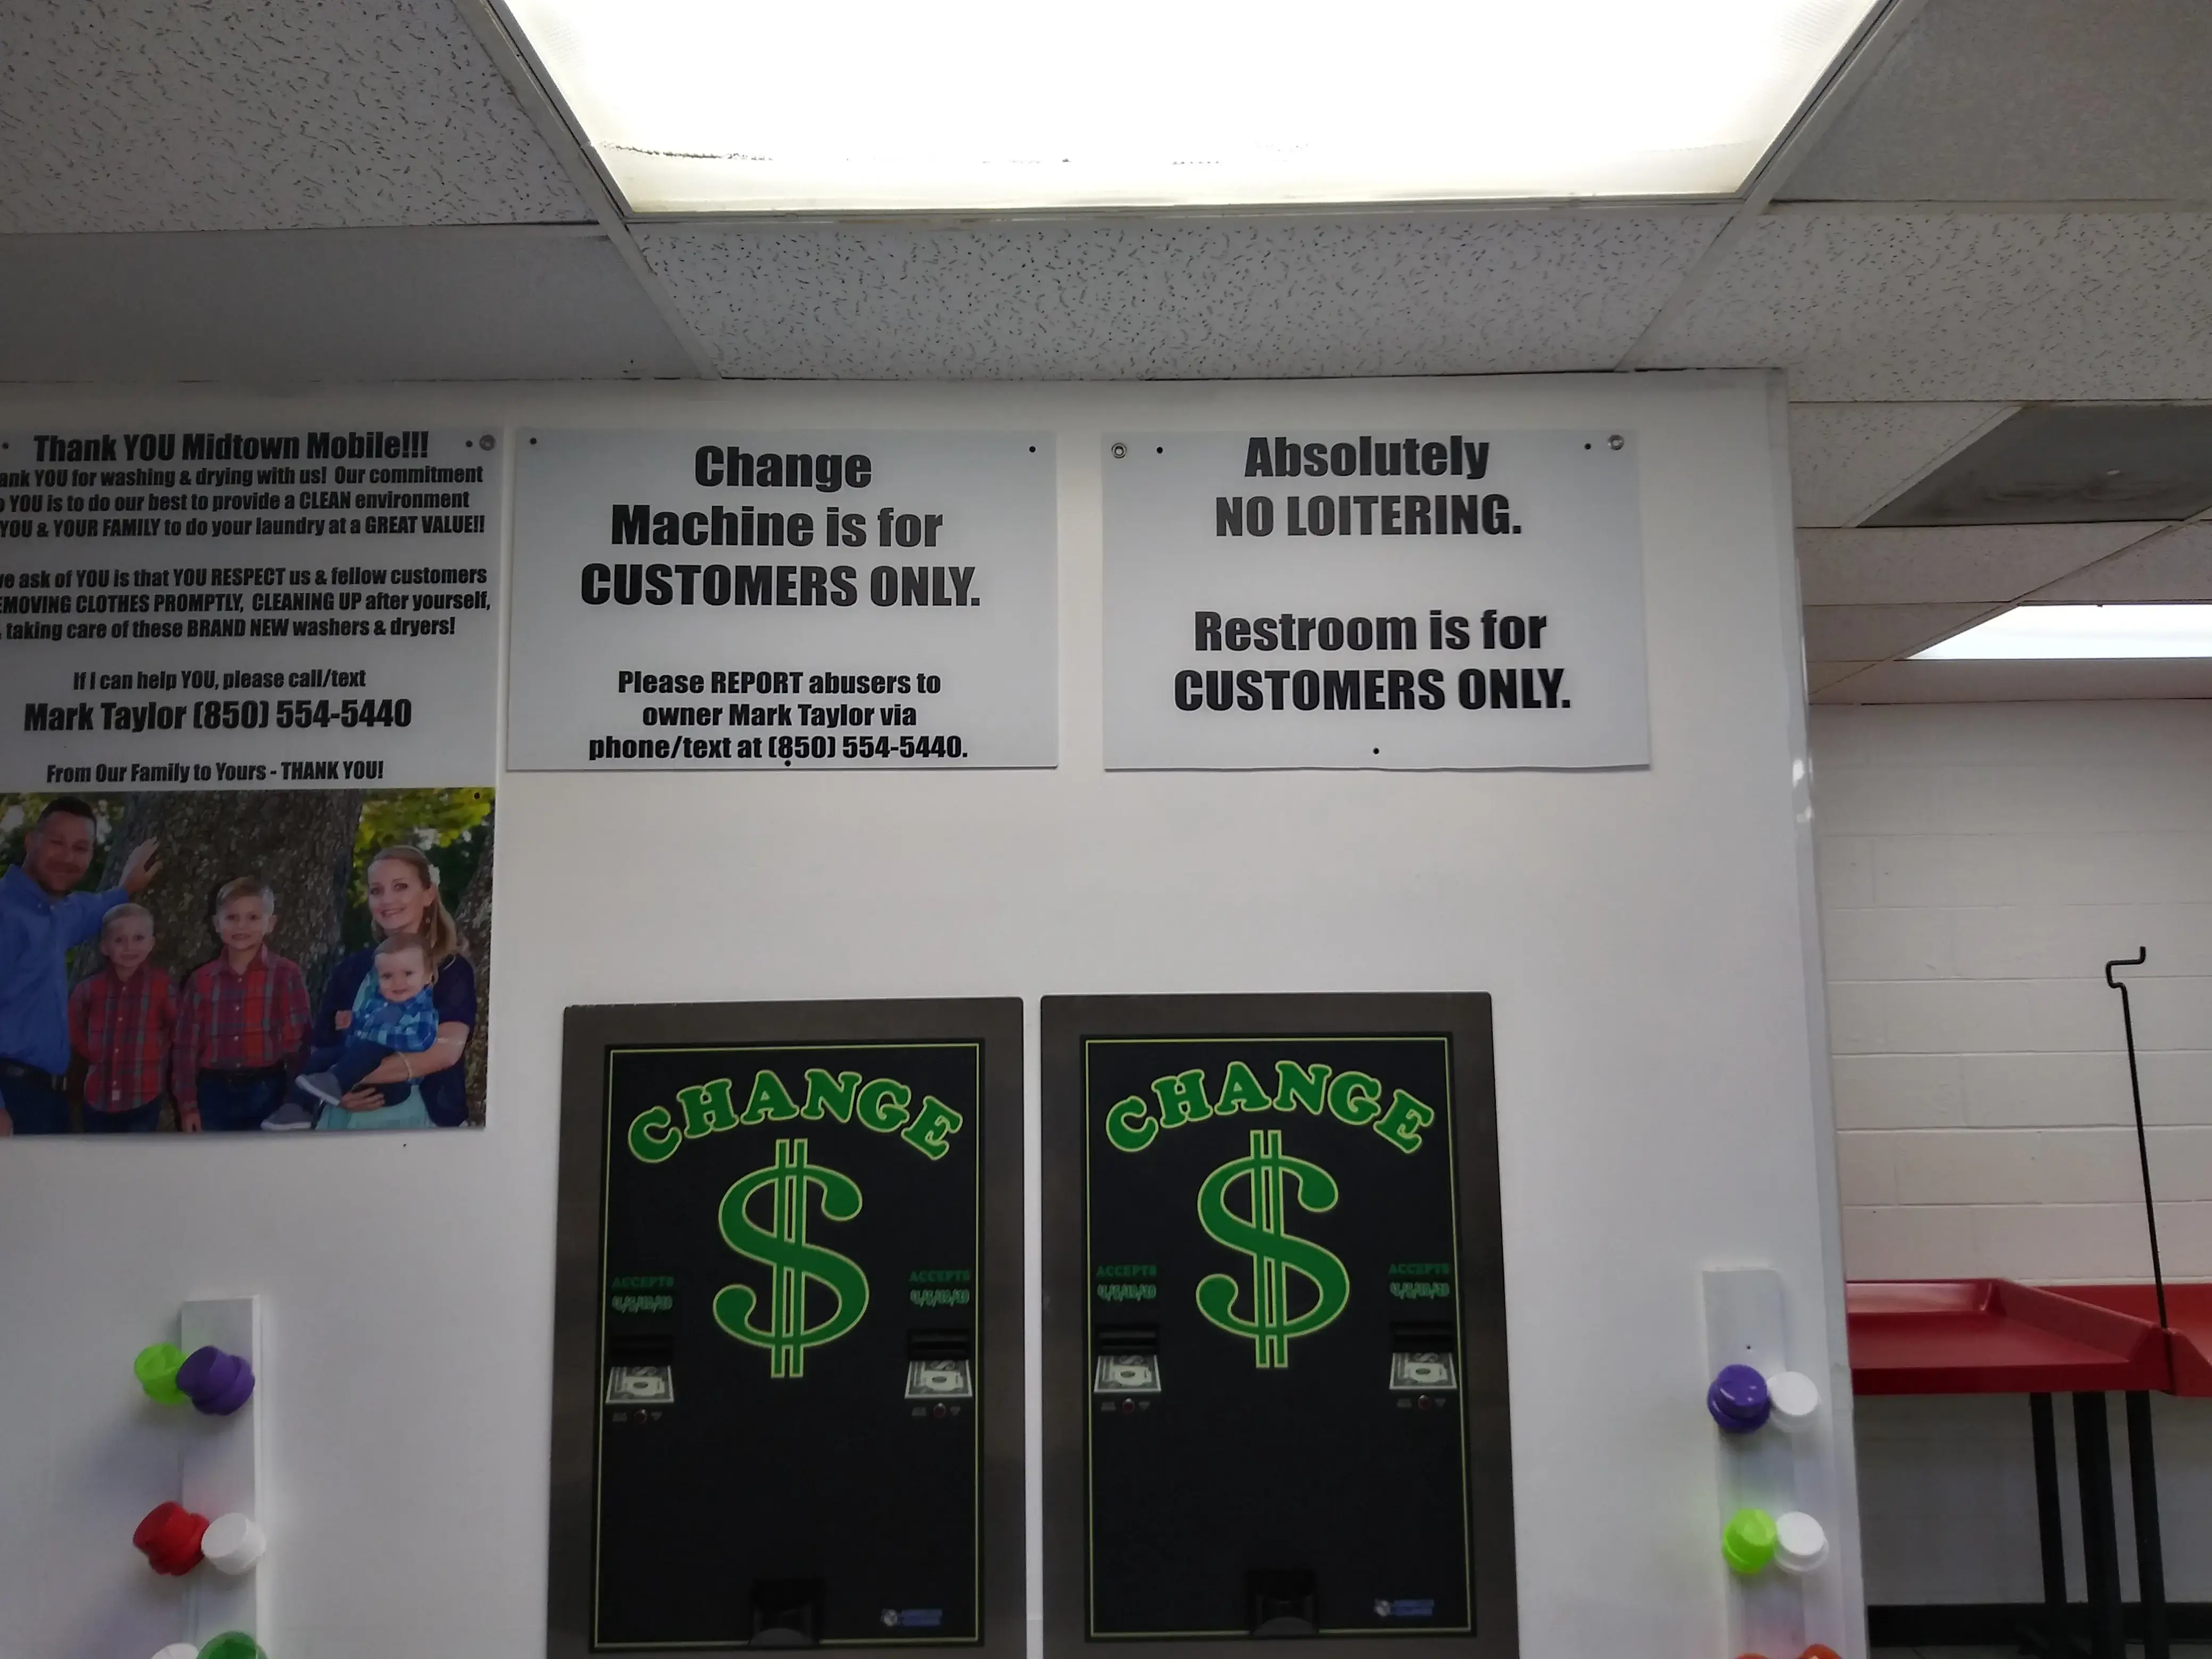 Thank YOU Midtown Mobile!!!
ank YOU for washing & drying with us! Our commitment
YOU is to do our best to provide a CLEAN environment
YOU & YOUR FAMILY to do your laundry at a GREAT VALUE!!
ve ask of YOU is that YOU RESPECT us & fellow customers
EMOVING CLOTHES PROMPTLY, CLEANING UP after yourself,
taking care of these BRAND NEW washers & dryers!
If I can help YOU, please call/text
Mark Taylor (850) 554-5440
From Our Family to Yours - THANK YOU!
Change
Machine is for
CUSTOMERS ONLY.
Please REPORT abusers to
owner Mark Taylor via
phone/text at (850) 554-5440.
Absolutely
NO LOITERING.
Restroom is for
CUSTOMERS ONLY.
CHANGE
$
ACCEPTS
ACCEPTS
CHANGE
$
ACCEPTS
ACCEPTS